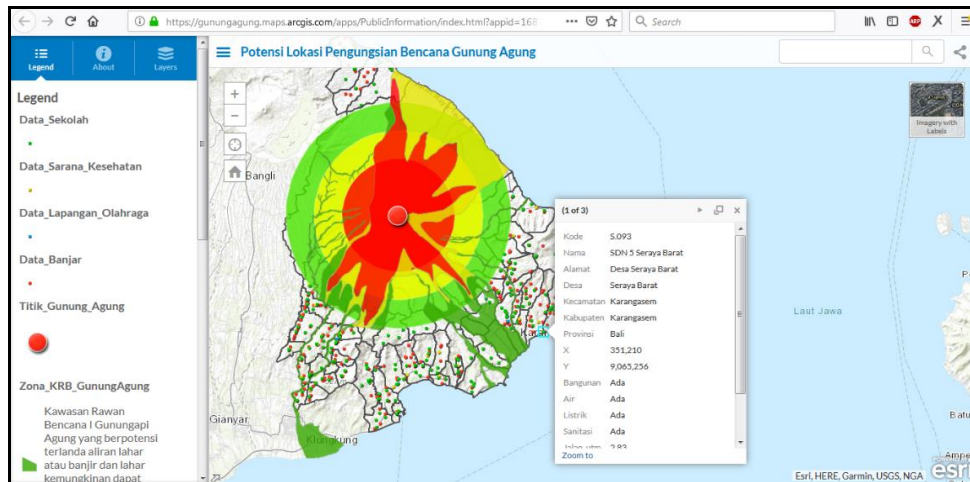 https://gunungagung.maps.arcgis.com/apps/PublicInformation/index.html?appid=168
Search
Legend
About
Layers
Potensi Lokasi Pengungsian Bencana Gunung Agung
Legend
Data_Sekolah
Data_Sarana_Kesehatan
Data_Lapangan_Olahraga
Data_Banjar
Titik_Gunung_Agung
Zona_KRB_GunungAgung
Kawasan Rawan
Bencana I Gunungapi
Agung yang berpotensi
terlanda aliran lahar
atau banjir dan lahar
kemungkinan dapat
Imagery with
Labels
Bangli
Gianyar
Klungkung
Laut Jawa
(1 of 3)
Kode S.093
Nama SDN 5 Seraya Barat
Alamat Desa Seraya Barat
Desa Seraya Barat
Kecamatan Karangasem
Kabupaten Karangasem
Provinsi Bali
X 351,210
Y 9,065,256
Bangunan Ada
Air Ada
Listrik Ada
Sanitasi Ada
Zoom to
Esri, HERE, Garmin, USGS, NGA
esri